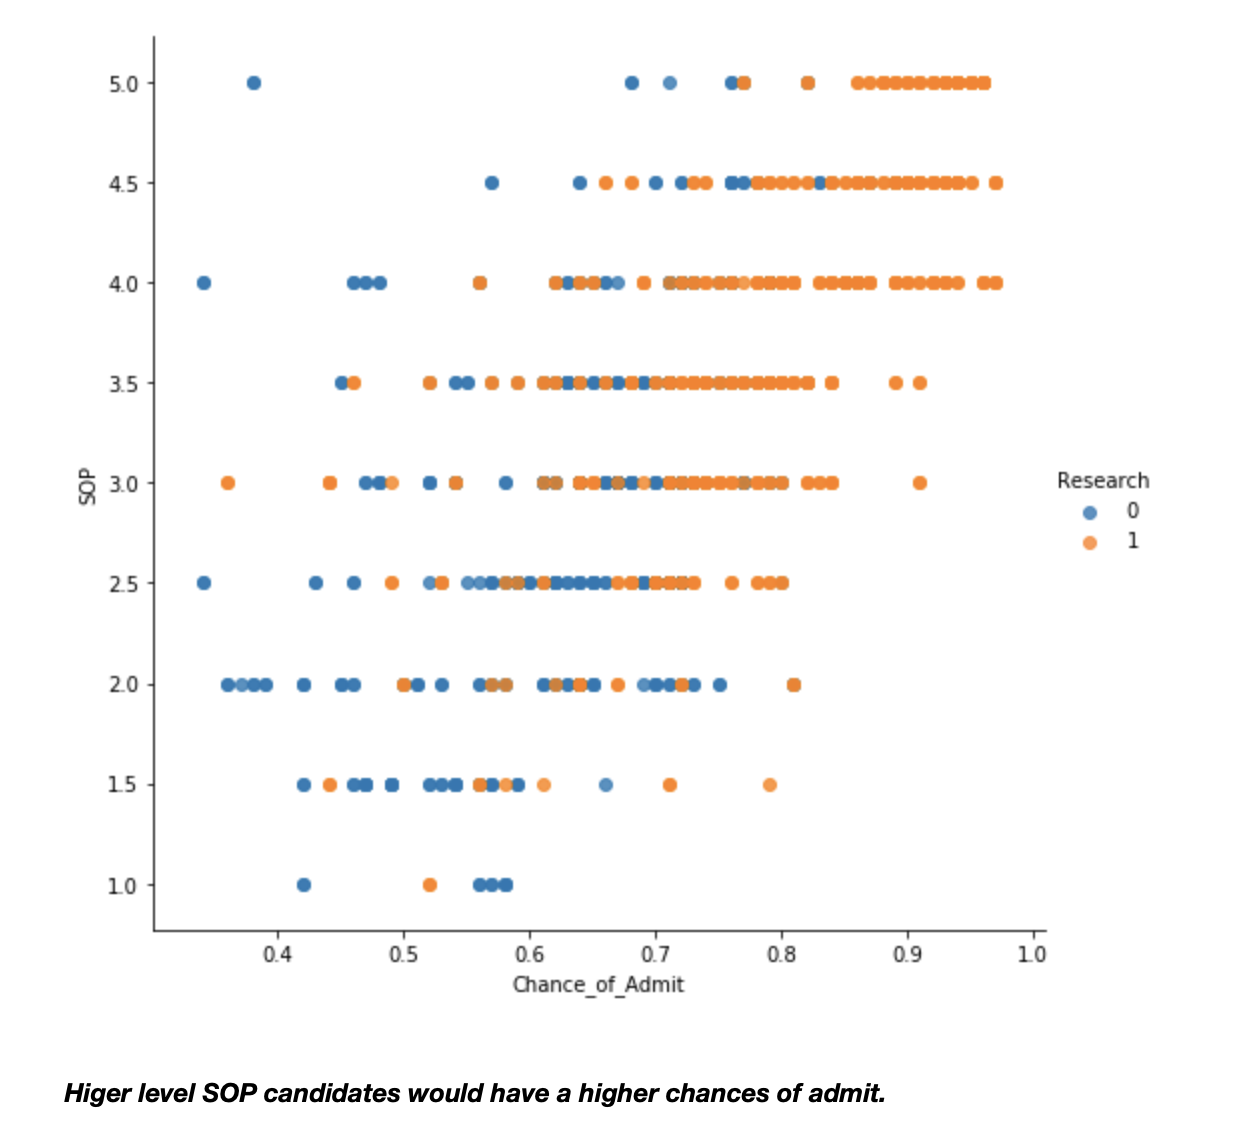 5.0
4.5
4.0
3.5
3.0
2.5
2.0
1.5
1.0
SOP
0.4 0.5 0.6 0.7 0.8 0.9 1.0
Chance_of_Admit
Research
0
1
Higer level SOP candidates would have a higher chances of admit.